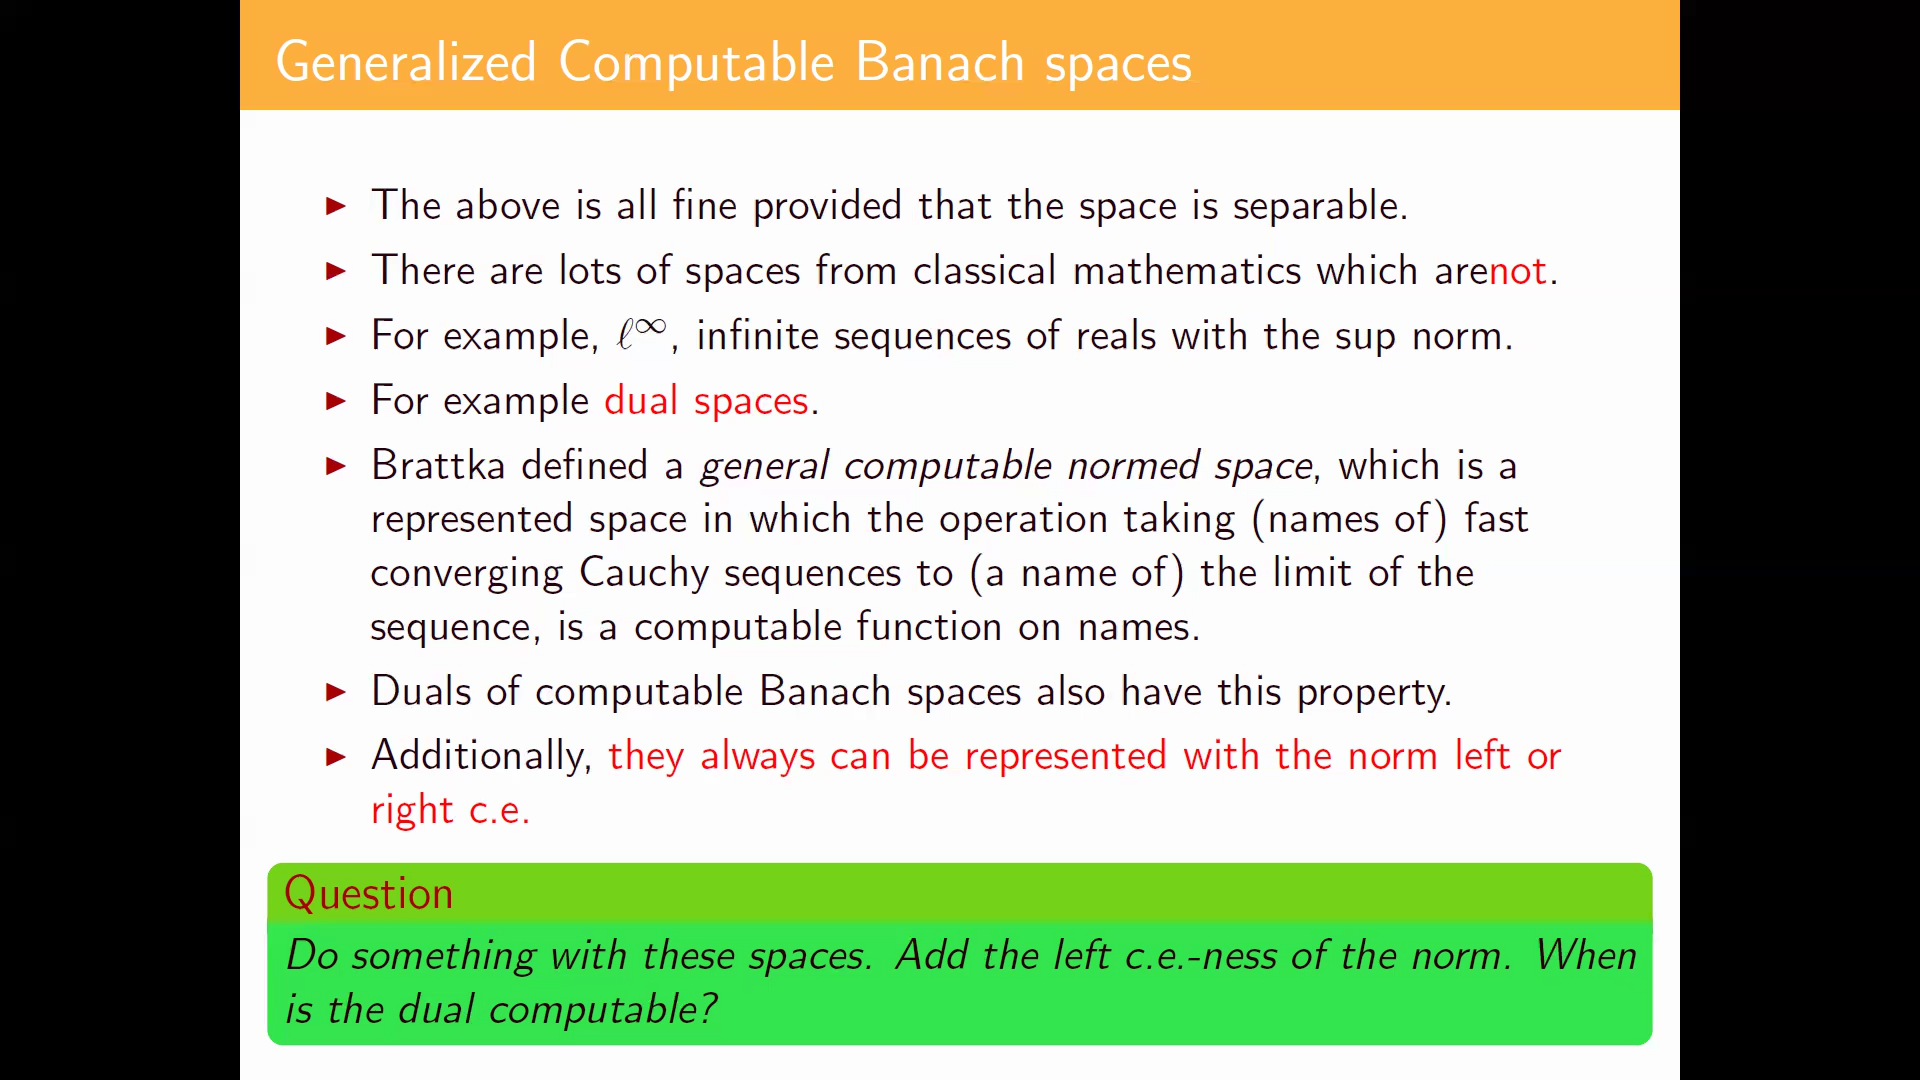 Generalized Computable Banach spaces
▶ The above is all fine provided that the space is separable.
▶ There are lots of spaces from classical mathematics which arenot.
▶ For example, ℓ^∞, infinite sequences of reals with the sup norm.
▶ For example dual spaces.
▶ Brattka defined a general computable normed space, which is a
represented space in which the operation taking (names of) fast
converging Cauchy sequences to (a name of) the limit of the
sequence, is a computable function on names.
▶ Duals of computable Banach spaces also have this property.
▶ Additionally, they always can be represented with the norm left or
right c.e.
Question
Do something with these spaces. Add the left c.e.-ness of the norm. When
is the dual computable?